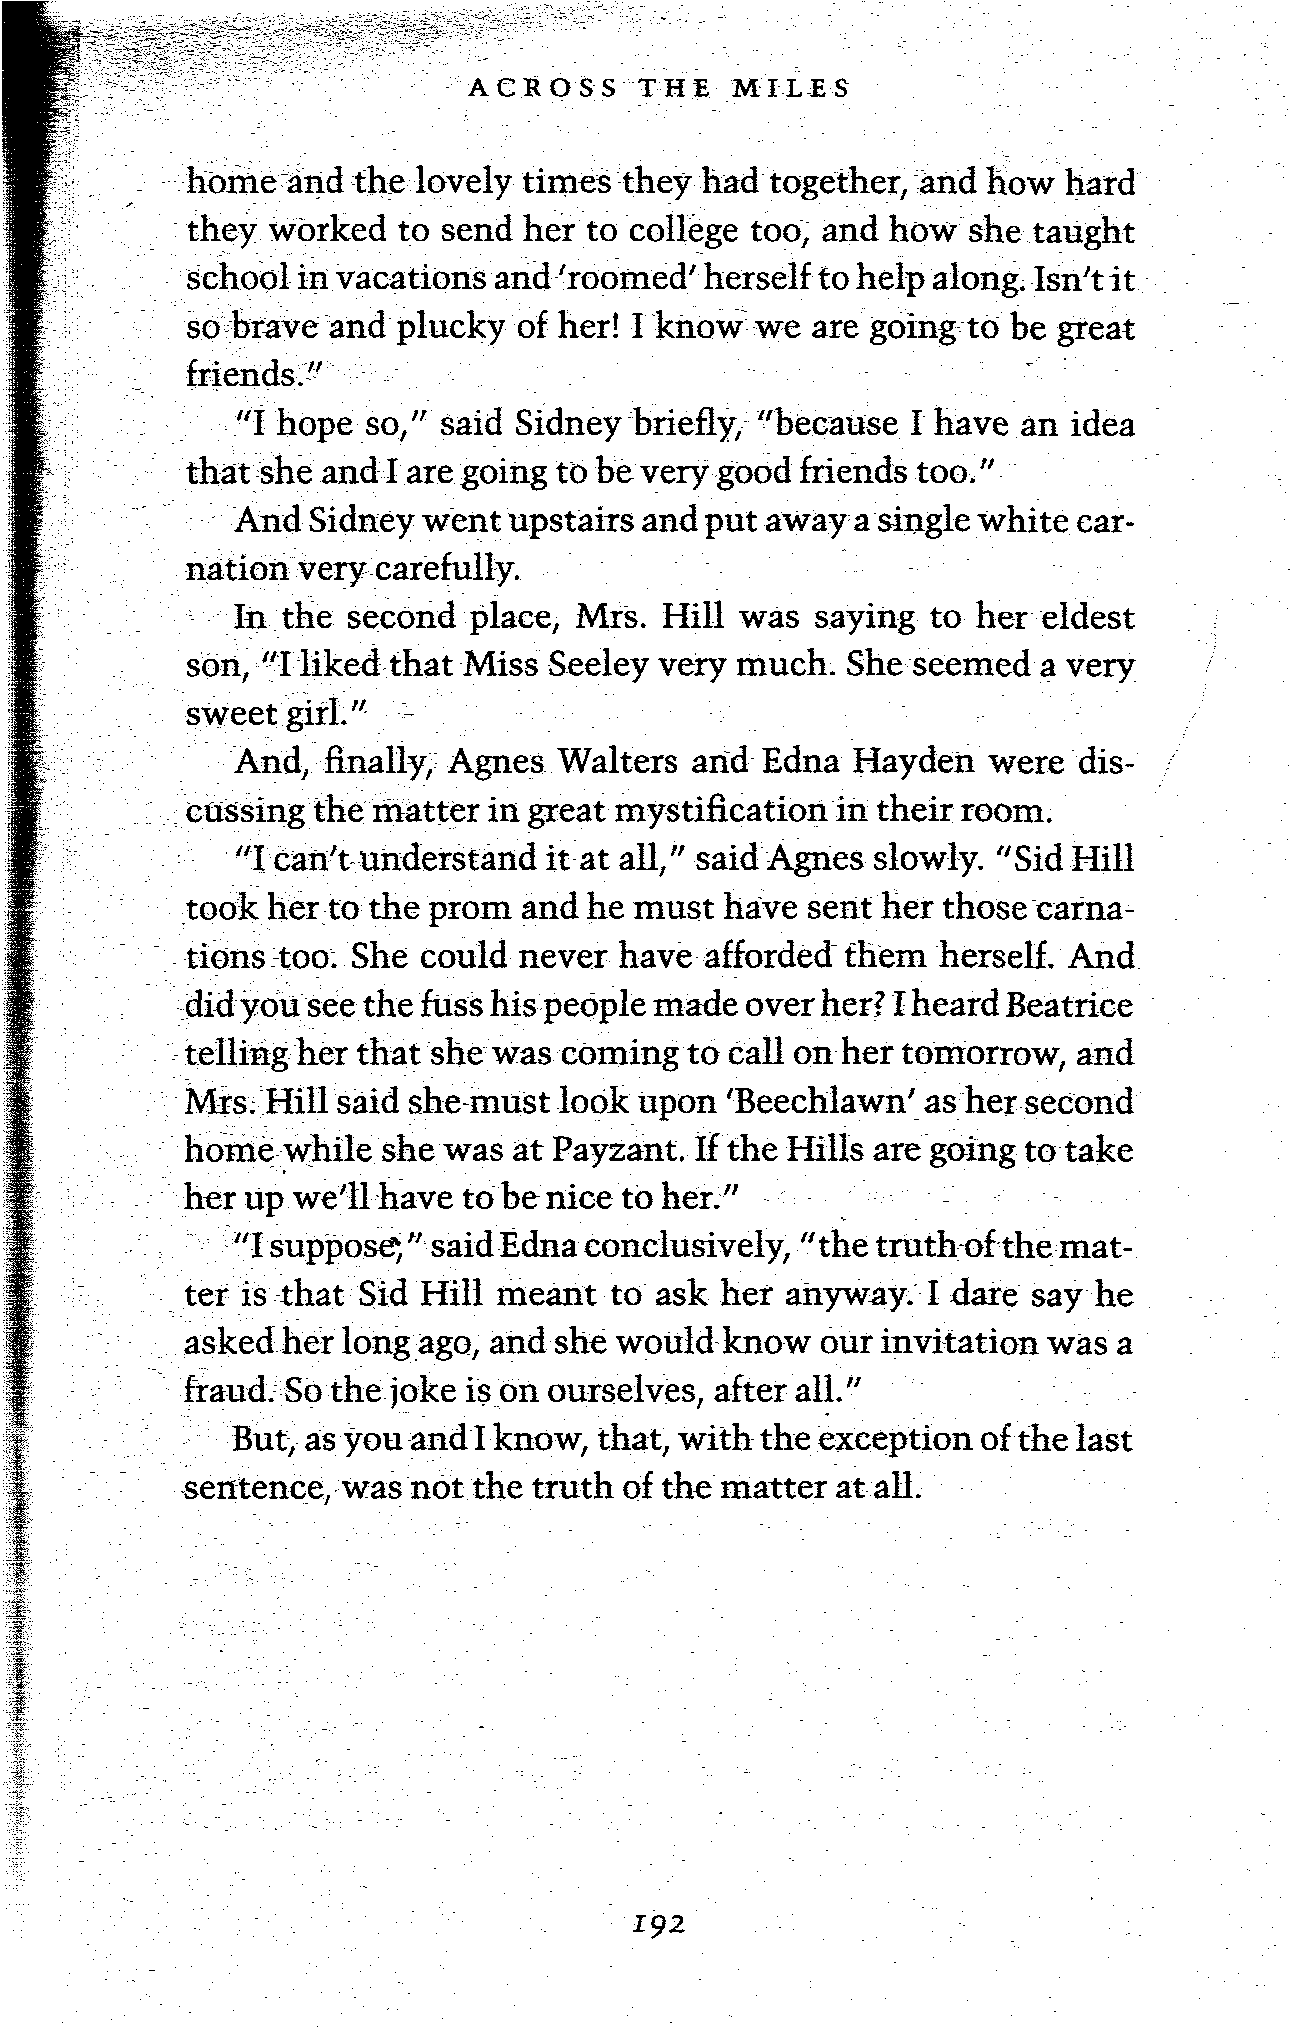 ACROSS THE MILES
home and the lovely times they had together, and how hard
they worked to send her to college too, and how she taught
school in vacations and 'roomed' herself to help along. Isn't it
so brave and plucky of her! I know we are going to be great
friends."
"I hope so," said Sidney briefly, "because I have an idea
that she and I are going to be very good friends too."
And Sidney went upstairs and put away a single white car-
nation very carefully.
In the second place, Mrs. Hill was saying to her eldest
son, "I liked that Miss Seeley very much. She seemed a very
sweet girl."
And, finally, Agnes Walters and Edna Hayden were dis-
cussing the matter in great mystification in their room.
"I can't understand it at all," said Agnes slowly. "Sid Hill
took her to the prom and he must have sent her those carna-
tions too. She could never have afforded them herself. And
did you see the fuss his people made over her? I heard Beatrice
telling her that she was coming to call on her tomorrow, and
Mrs. Hill said she must look upon 'Beechlawn' as her second
home while she was at Payzant. If the Hills are going to take
her up we'll have to be nice to her."
"I suppose," said Edna conclusively, "the truth of the mat-
ter is that Sid Hill meant to ask her anyway. I dare say he
asked her long ago, and she would know our invitation was a
fraud. So the joke is on ourselves, after all."
But, as you and I know, that, with the exception of the last
sentence, was not the truth of the matter at all.
192